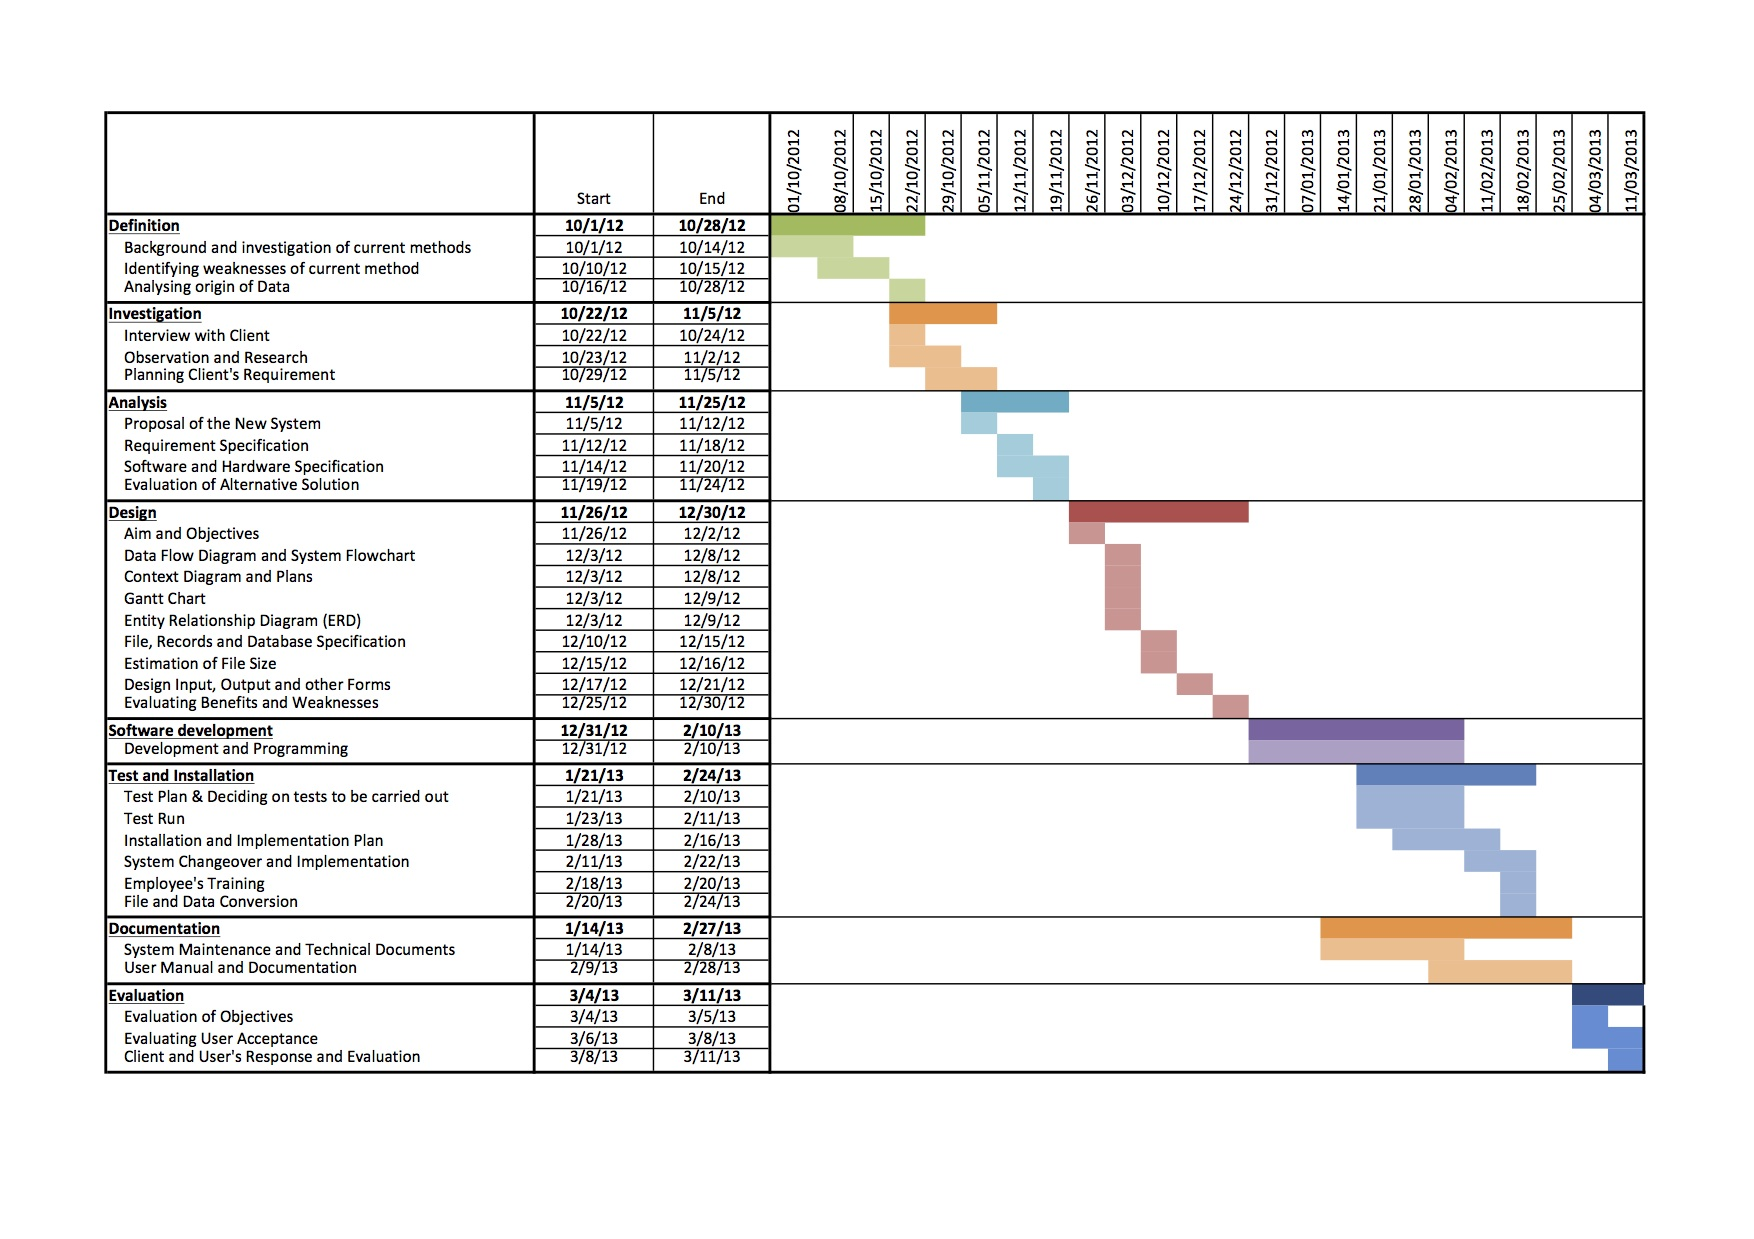 Start End 01/10/2012 08/10/2012 15/10/2012 22/10/2012 29/10/2012 05/11/2012 12/11/2012 19/11/2012 26/11/2012 03/12/2012 10/12/2012 17/12/2012 24/12/2012 31/12/2012 07/01/2013 14/01/2013 21/01/2013 28/01/2013 04/02/2013 11/02/2013 18/02/2013 25/02/2013 04/03/2013 11/03/2013
Definition 10/1/12 10/28/12
Background and investigation of current methods 10/1/12 10/14/12
Identifying weaknesses of current method 10/10/12 10/15/12
Analysing origin of Data 10/16/12 10/28/12
Investigation 10/22/12 11/5/12
Interview with Client 10/22/12 10/24/12
Observation and Research 10/23/12 11/2/12
Planning Client's Requirement 10/29/12 11/5/12
Analysis 11/5/12 11/25/12
Proposal of the New System 11/5/12 11/12/12
Requirement Specification 11/12/12 11/18/12
Software and Hardware Specification 11/14/12 11/20/12
Evaluation of Alternative Solution 11/19/12 11/24/12
Design 11/26/12 12/30/12
Aim and Objectives 11/26/12 12/2/12
Data Flow Diagram and System Flowchart 12/3/12 12/8/12
Context Diagram and Plans 12/3/12 12/8/12
Gantt Chart 12/3/12 12/9/12
Entity Relationship Diagram (ERD) 12/3/12 12/9/12
File, Records and Database Specification 12/10/12 12/15/12
Estimation of File Size 12/15/12 12/16/12
Design Input, Output and other Forms 12/17/12 12/21/12
Evaluating Benefits and Weaknesses 12/25/12 12/30/12
Software development 12/31/12 2/10/13
Development and Programming 12/31/12 2/10/13
Test and Installation 1/21/13 2/24/13
Test Plan & Deciding on tests to be carried out 1/21/13 2/10/13
Test Run 1/23/13 2/11/13
Installation and Implementation Plan 1/28/13 2/16/13
System Changeover and Implementation 2/11/13 2/22/13
Employee's Training 2/18/13 2/20/13
File and Data Conversion 2/20/13 2/24/13
Documentation 1/14/13 2/27/13
System Maintenance and Technical Documents 1/14/13 2/8/13
User Manual and Documentation 2/9/13 2/28/13
Evaluation 3/4/13 3/11/13
Evaluation of Objectives 3/4/13 3/5/13
Evaluating User Acceptance 3/6/13 3/8/13
Client and User's Response and Evaluation 3/8/13 3/11/13